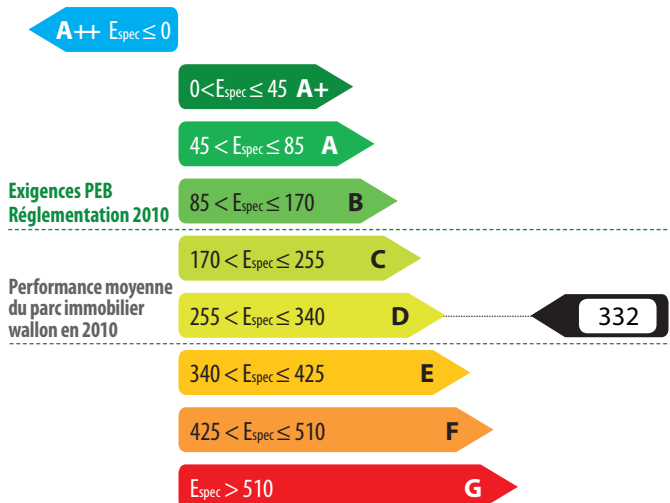 A++ Espec ≤ 0
0<Espec ≤ 45 A+
45 < Espec ≤ 85 A
Exigences PEB
Réglementation 2010
85 < Espec ≤ 170 B
170 < Espec ≤ 255 C
Performance moyenne
du parc immobilier
wallon en 2010
255 < Espec ≤ 340 D
332
340 < Espec ≤ 425 E
425 < Espec ≤ 510 F
Espec > 510 G